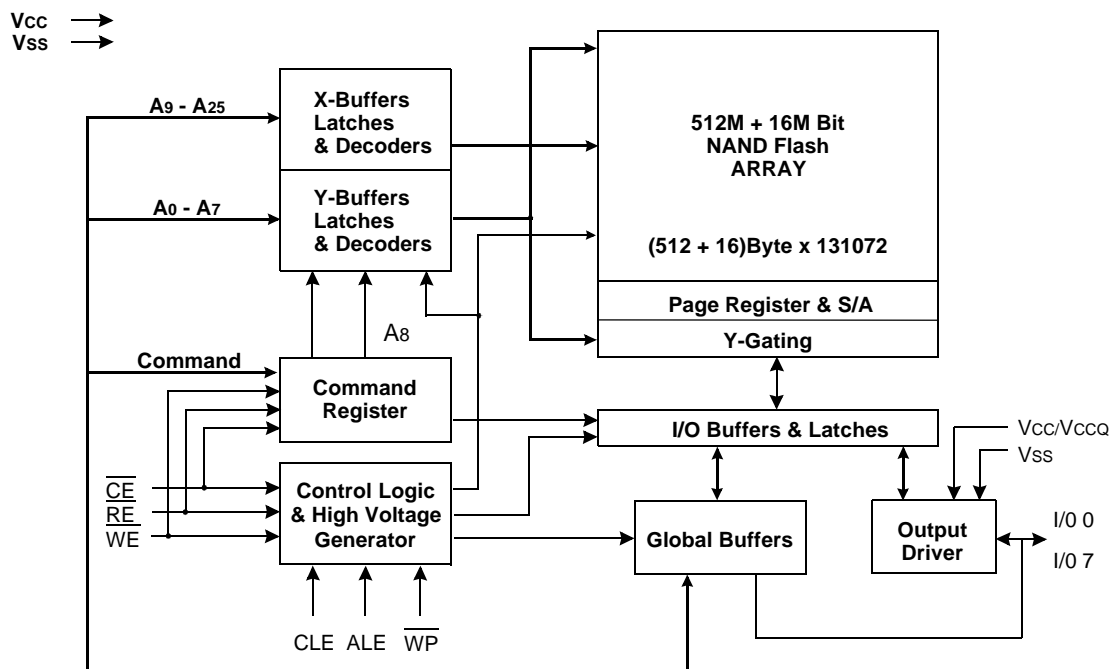 VCC
VSS
A9 - A25
X-Buffers
Latches
& Decoders
512M + 16M Bit
NAND Flash
ARRAY
A0 - A7
Y-Buffers
Latches
& Decoders
(512 + 16)Byte x 131072
Page Register & S/A
A8
Y-Gating
Command
Command
Register
I/O Buffers & Latches
VCC/VCCQ
VSS
CE
RE
WE
Control Logic
& High Voltage
Generator
Global Buffers
Output
Driver
I/0 0
I/0 7
CLE
ALE
WP